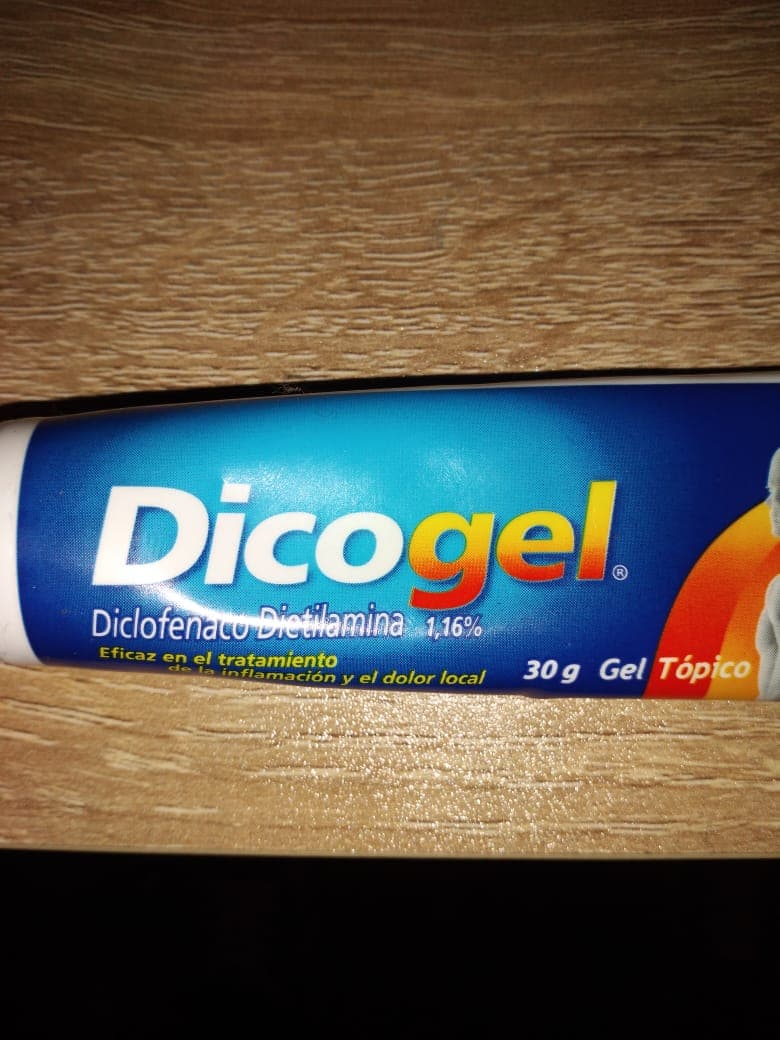 Dicogel®
Diclofenaco Dietilamina 1,16%
Eficaz en el tratamiento
de la inflamación y el dolor local
30 g Gel Tópico